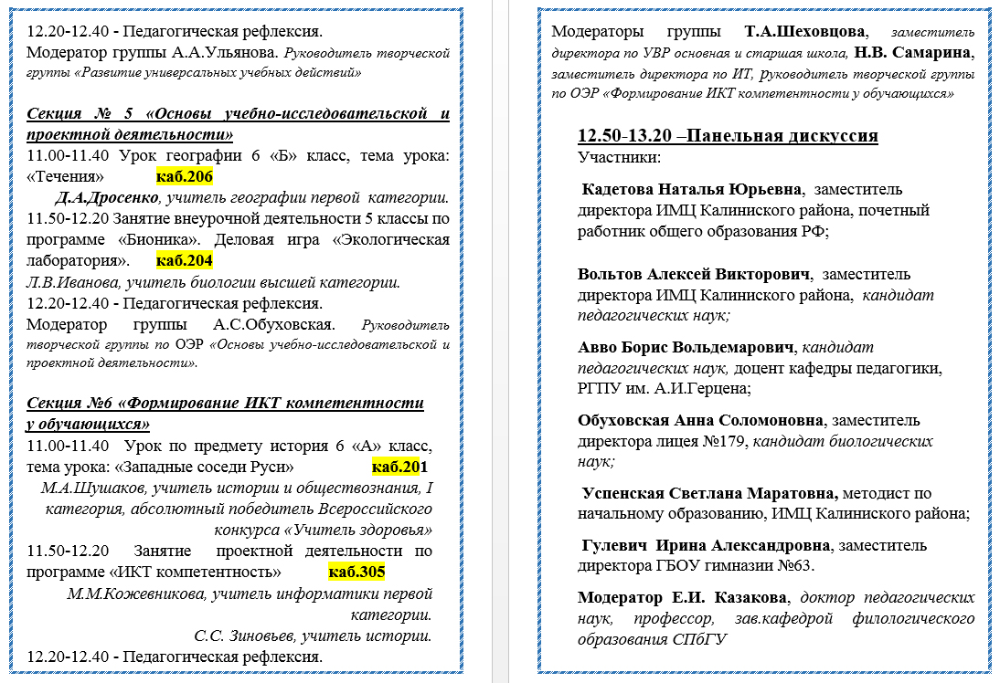 12.20-12.40 - Педагогическая рефлексия.
Модератор группы А.А.Ульянова. Руководитель творческой
группы «Развитие универсальных учебных действий»
Секция № 5 «Основы учебно-исследовательской и
проектной деятельности»
11.00-11.40 Урок географии 6 «Б» класс, тема урока:
«Течения» каб.206
Д.А.Дросенко, учитель географии первой категории.
11.50-12.20 Занятие внеурочной деятельности 5 классы по
программе «Бионика». Деловая игра «Экологическая
лаборатория». каб.204
Л.В.Иванова, учитель биологии высшей категории.
12.20-12.40 - Педагогическая рефлексия.
Модератор группы А.С.Обуховская. Руководитель
творческой группы по ОЭР «Основы учебно-исследовательской и
проектной деятельности».
Секция №6 «Формирование ИКТ компетентности
у обучающихся»
11.00-11.40 Урок по предмету история 6 «А» класс,
тема урока: «Западные соседи Руси» каб.201
М.А.Шушаков, учитель истории и обществознания, I
категория, абсолютный победитель Всероссийского
конкурса «Учитель здоровья»
11.50-12.20 Занятие проектной деятельности по
программе «ИКТ компетентность» каб.305
М.М.Кожевникова, учитель информатики первой
категории.
С.С. Зиновьев, учитель истории.
12.20-12.40 - Педагогическая рефлексия.
Модераторы группы Т.А.Шеховцова, заместитель
директора по УВР основная и старшая школа, Н.В. Самарина,
заместитель директора по ИТ, руководитель творческой группы
по ОЭР «Формирование ИКТ компетентности у обучающихся»
12.50-13.20 –Панельная дискуссия
Участники:
Кадетова Наталья Юрьевна, заместитель
директора ИМЦ Калиниского района, почетный
работник общего образования РФ;
Вольтов Алексей Викторович, заместитель
директора ИМЦ Калиниского района, кандидат
педагогических наук;
Авво Борис Вольдемарович, кандидат
педагогических наук, доцент кафедры педагогики,
РГПУ им. А.И.Герцена;
Обуховская Анна Соломоновна, заместитель
директора лицея №179, кандидат биологических
наук;
Успенская Светлана Маратовна, методист по
начальному образованию, ИМЦ Калиниского района;
Гулевич Ирина Александровна, заместитель
директора ГБОУ гимназии №63.
Модератор Е.И. Казакова, доктор педагогических
наук, профессор, зав.кафедрой филологического
образования СПбГУ